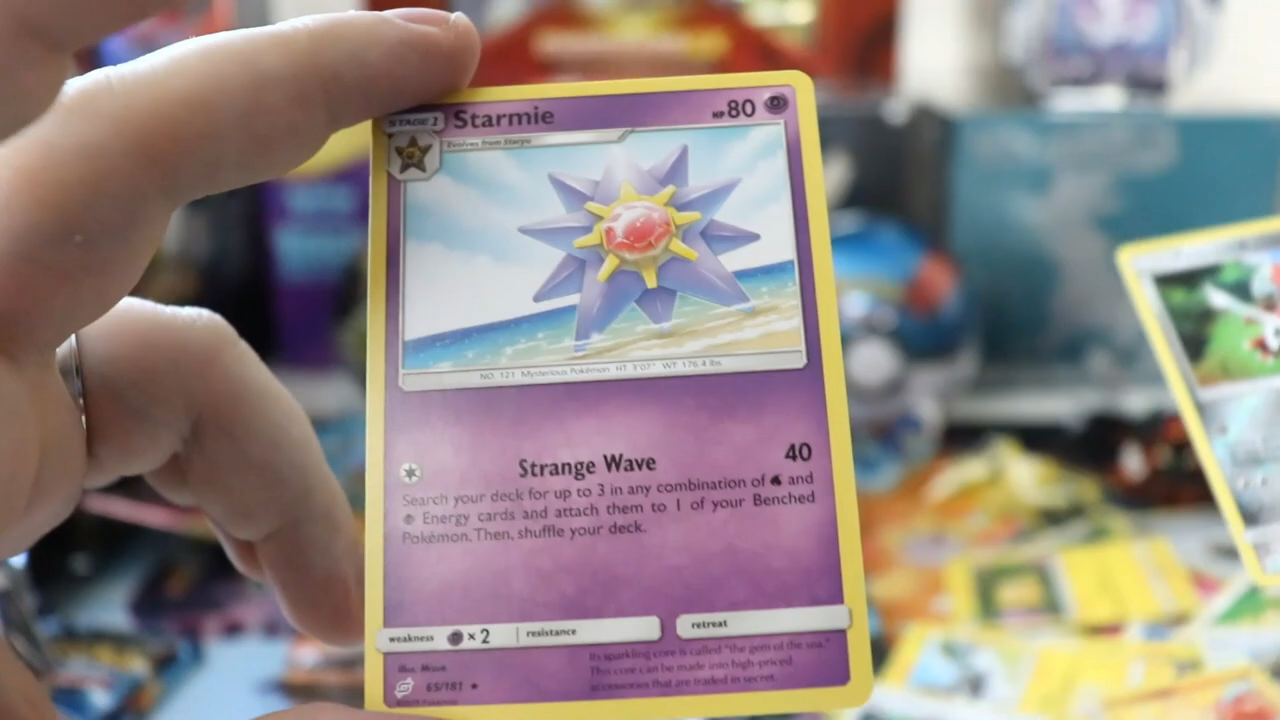 STAGE 1
Starmie
HP 80
Evolves from Staryu
NO. 121 Mysterious Pokémon HT: 3'07" WT: 176.4 lbs.
Strange Wave 40
Search your deck for up to 3 in any combination of and
Energy cards and attach them to 1 of your Benched
Pokémon. Then, shuffle your deck.
weakness × 2 resistance retreat
Its sparkling core is called "the gem of the sea."
This core can be made into high-priced
accessories that are traded in secret.
Illus. Mizue
65/181 ★